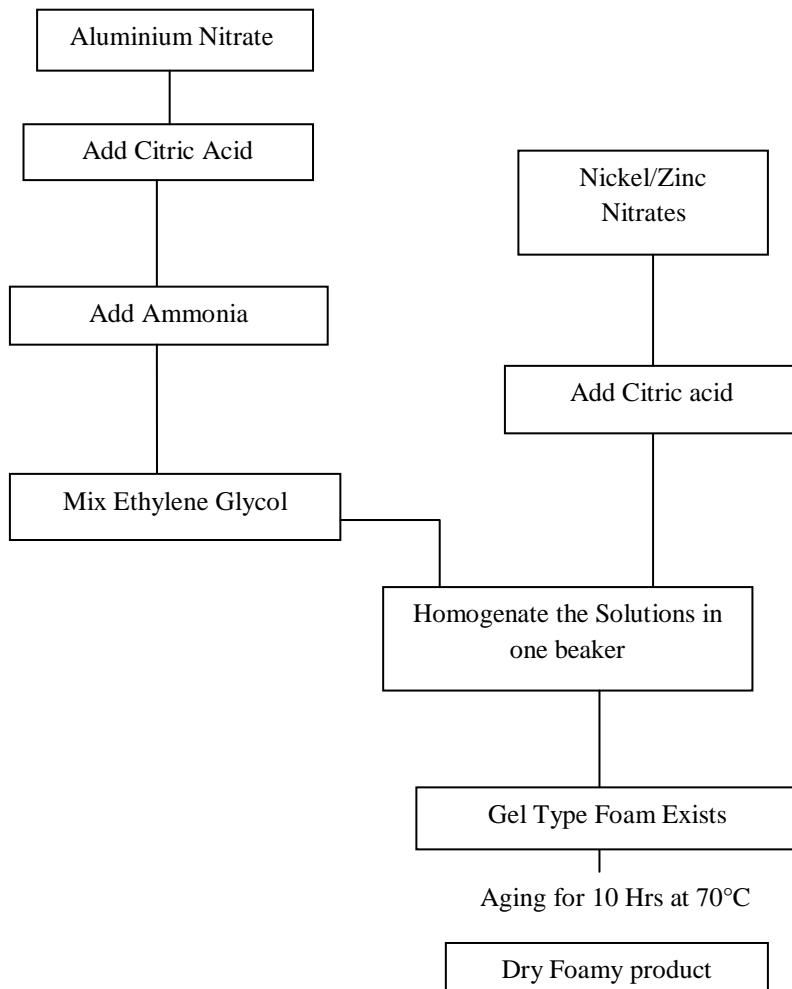 Aluminium Nitrate
Add Citric Acid
Nickel/Zinc
Nitrates
Add Ammonia
Add Citric acid
Mix Ethylene Glycol
Homogenate the Solutions in
one beaker
Gel Type Foam Exists
Aging for 10 Hrs at 70°C
Dry Foamy product